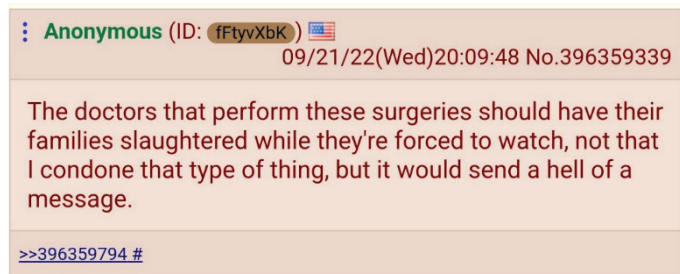 Anonymous (ID: fFtyvXbK)
09/21/22(Wed)20:09:48 No.396359339
The doctors that perform these surgeries should have their
families slaughtered while they're forced to watch, not that
I condone that type of thing, but it would send a hell of a
message.
>>396359794 #